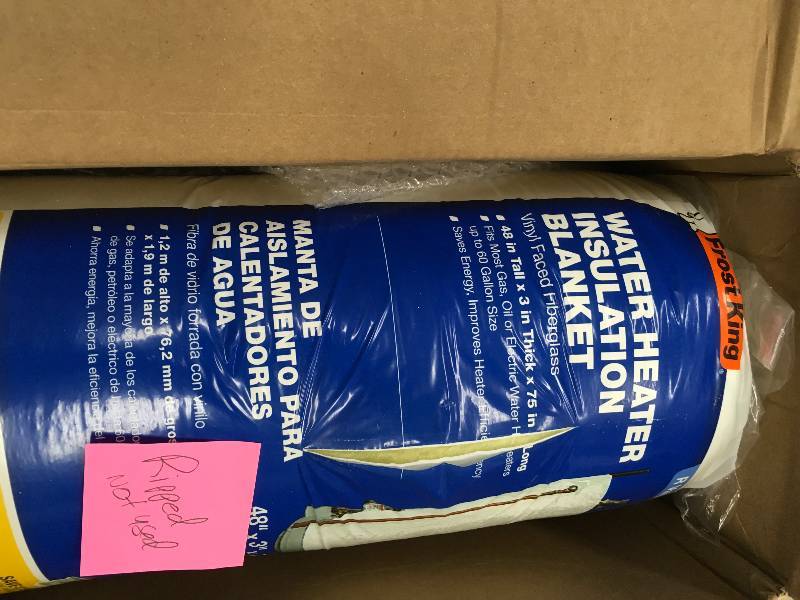 Frost King
WATER HEATER
INSULATION
BLANKET
Vinyl Faced Fiberglass
48 in Tall x 3 in Thick x 75 in Long
Fits Most Gas, Oil or Electric Water Heaters
up to 60 Gallon Size
Saves Energy, Improves Heater Efficiency
MANTA DE
AISLAMIENTO PARA
CALENTADORES
DE AGUA
Fibra de vidrio forrada con vinilo
1,2 m de alto x 76,2 mm de gros
x 1,9 m de largo
Se adapta a la mayoría de los
de gas, petróleo o eléctrico de
Ahorra energía, mejora la eficiencia del
48" x 3"
Ripped
Not used